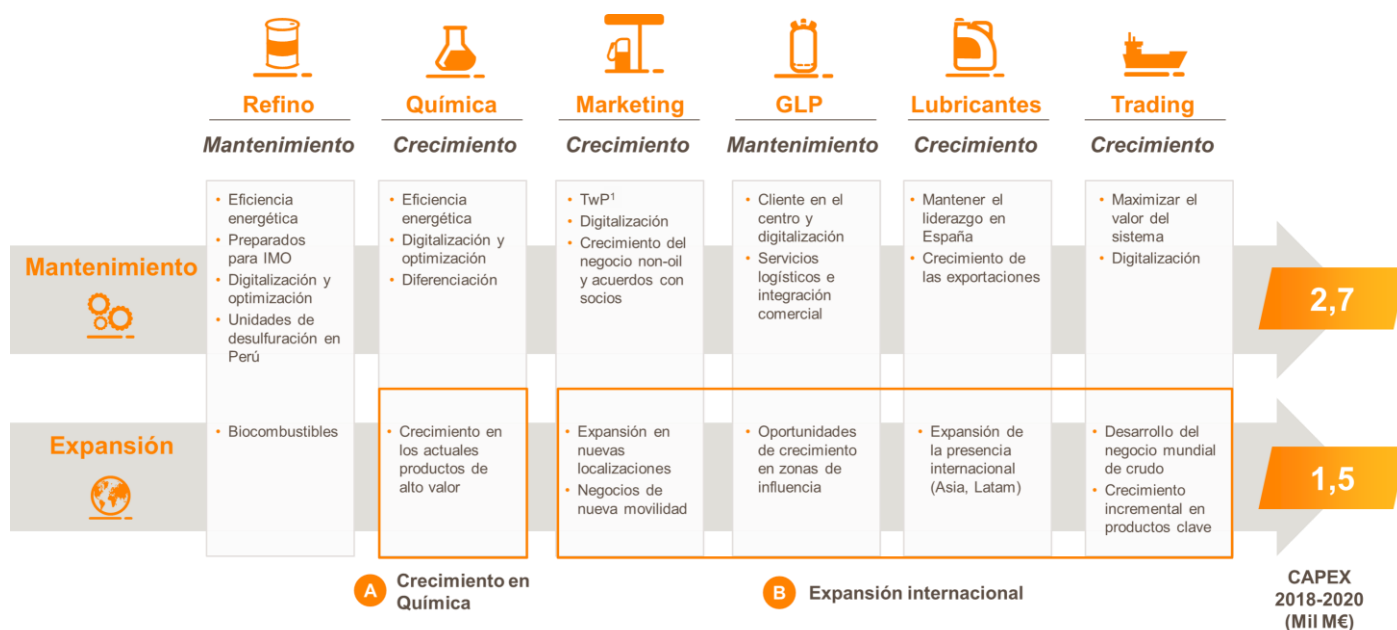 Refino
Química
Marketing
GLP
Lubricantes
Trading
Mantenimiento
Crecimiento
Crecimiento
Mantenimiento
Crecimiento
Crecimiento
Mantenimiento
• Eficiencia
energética
• Preparados
para IMO
• Digitalización y
optimización
• Unidades de
desulfuración en
Perú
• Eficiencia
energética
• Digitalización y
optimización
• Diferenciación
• TwP¹
• Digitalización
• Crecimiento del
negocio non-oil
y acuerdos con
socios
• Cliente en el
centro y
digitalización
• Servicios
logísticos e
integración
comercial
• Mantener el
liderazgo en
España
• Crecimiento de
las exportaciones
• Maximizar el
valor del
sistema
• Digitalización
2,7
Expansión
• Biocombustibles
• Crecimiento en
los actuales
productos de
alto valor
• Expansión en
nuevas
localizaciones
• Negocios de
nueva movilidad
• Oportunidades
de crecimiento
en zonas de
influencia
• Expansión de
la presencia
internacional
(Asia, Latam)
• Desarrollo del
negocio mundial
de crudo
• Crecimiento
incremental en
productos clave
1,5
A
Crecimiento en
Química
B
Expansión internacional
CAPEX
2018-2020
(Mil M€)